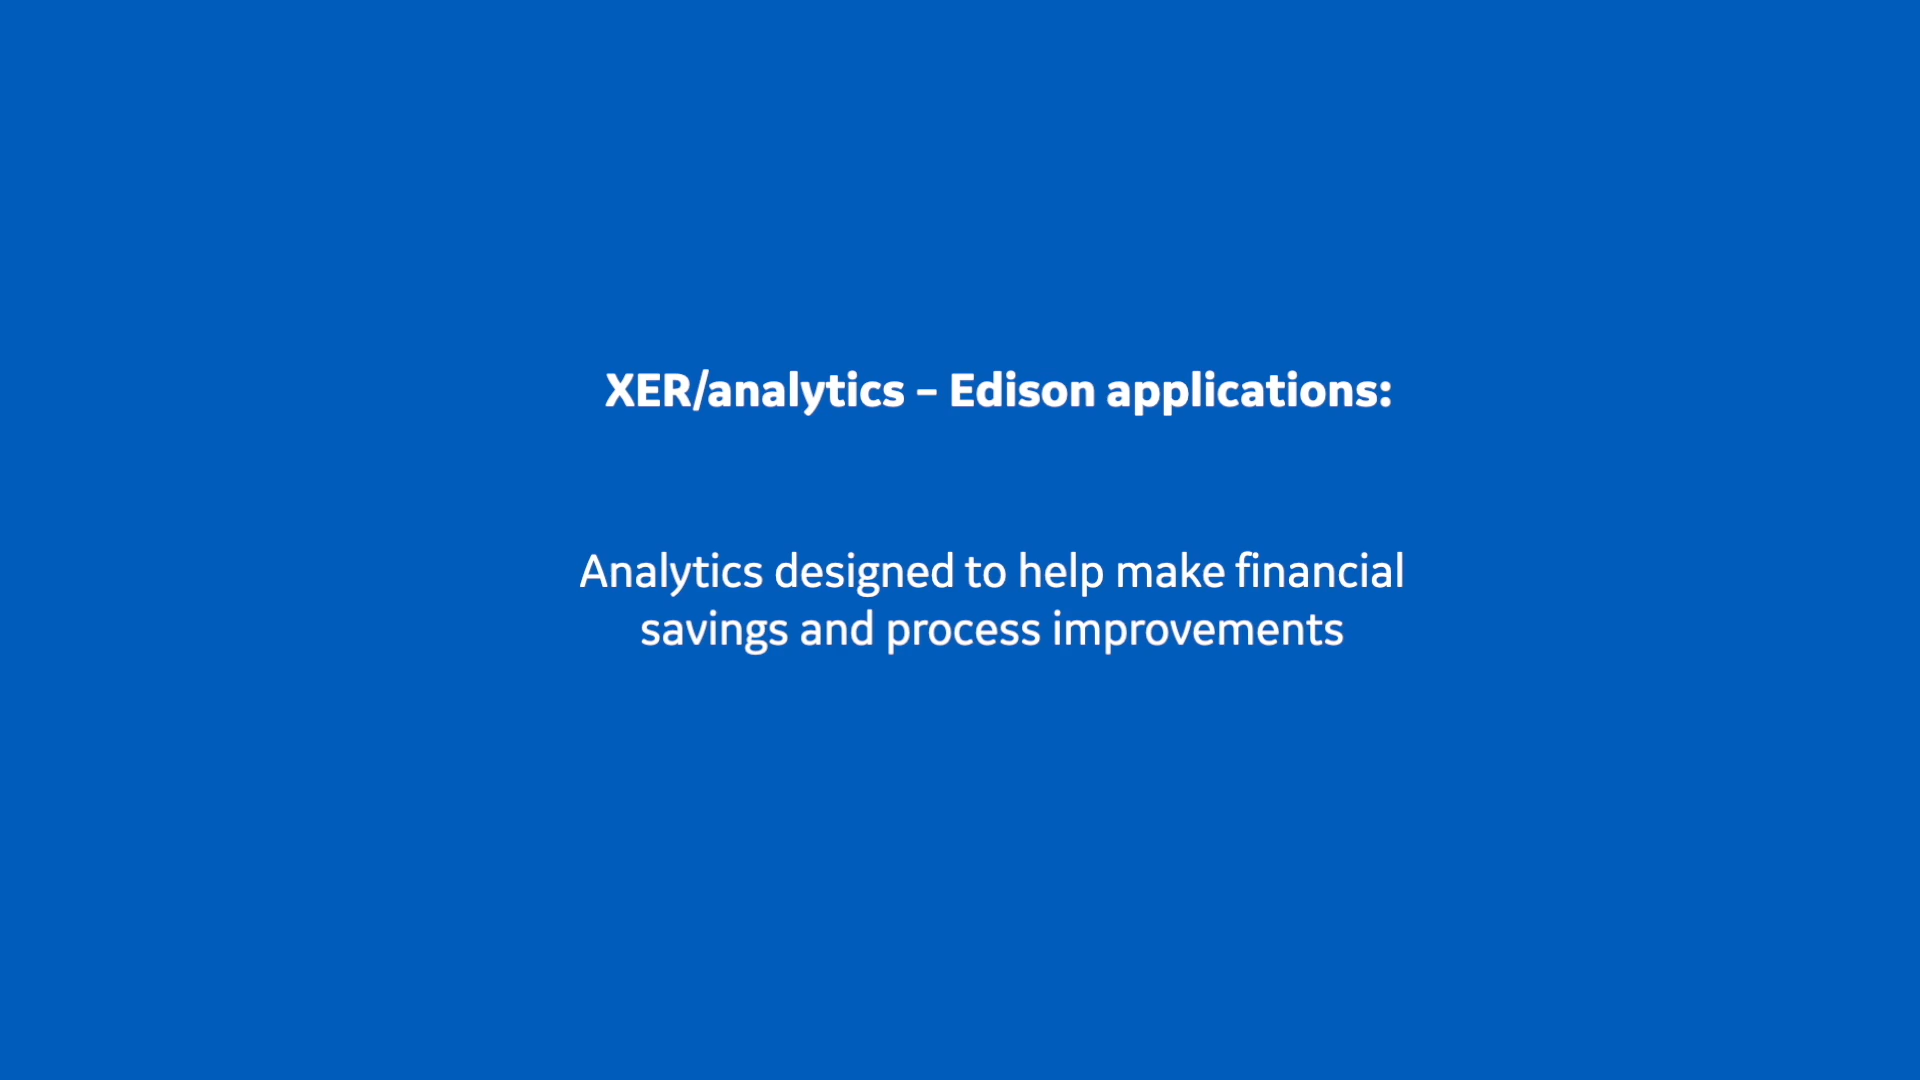 XER/analytics – Edison applications:
Analytics designed to help make financial
savings and process improvements